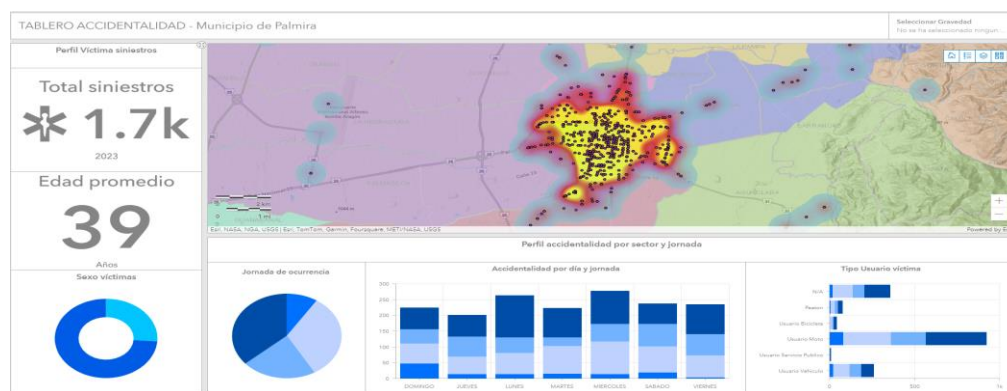 TABLERO ACCIDENTALIDAD - Municipio de Palmira
Seleccionar Gravedad
No se ha seleccionado ningun...
Perfil Víctima siniestros
Total siniestros
1.7k
2023
Edad promedio
39
Años
Sexo víctimas
Esri, NASA, NGA, USGS | Esri, TomTom, Garmin, Foursquare, METI/NASA, USGS
Powered by E
Perfil accidentalidad por sector y jornada
Jornada de ocurrencia
Accidentalidad por día y jornada
300
250
200
150
100
50
0
DOMINGO JUEVES LUNES MARTES MIERCOLES SABADO VIERNES
Tipo Usuario víctima
N/A
Peaton
Usuario Bicicleta
Usuario Moto
Usuario Servicio Publico
Usuario Vehiculo
0 500